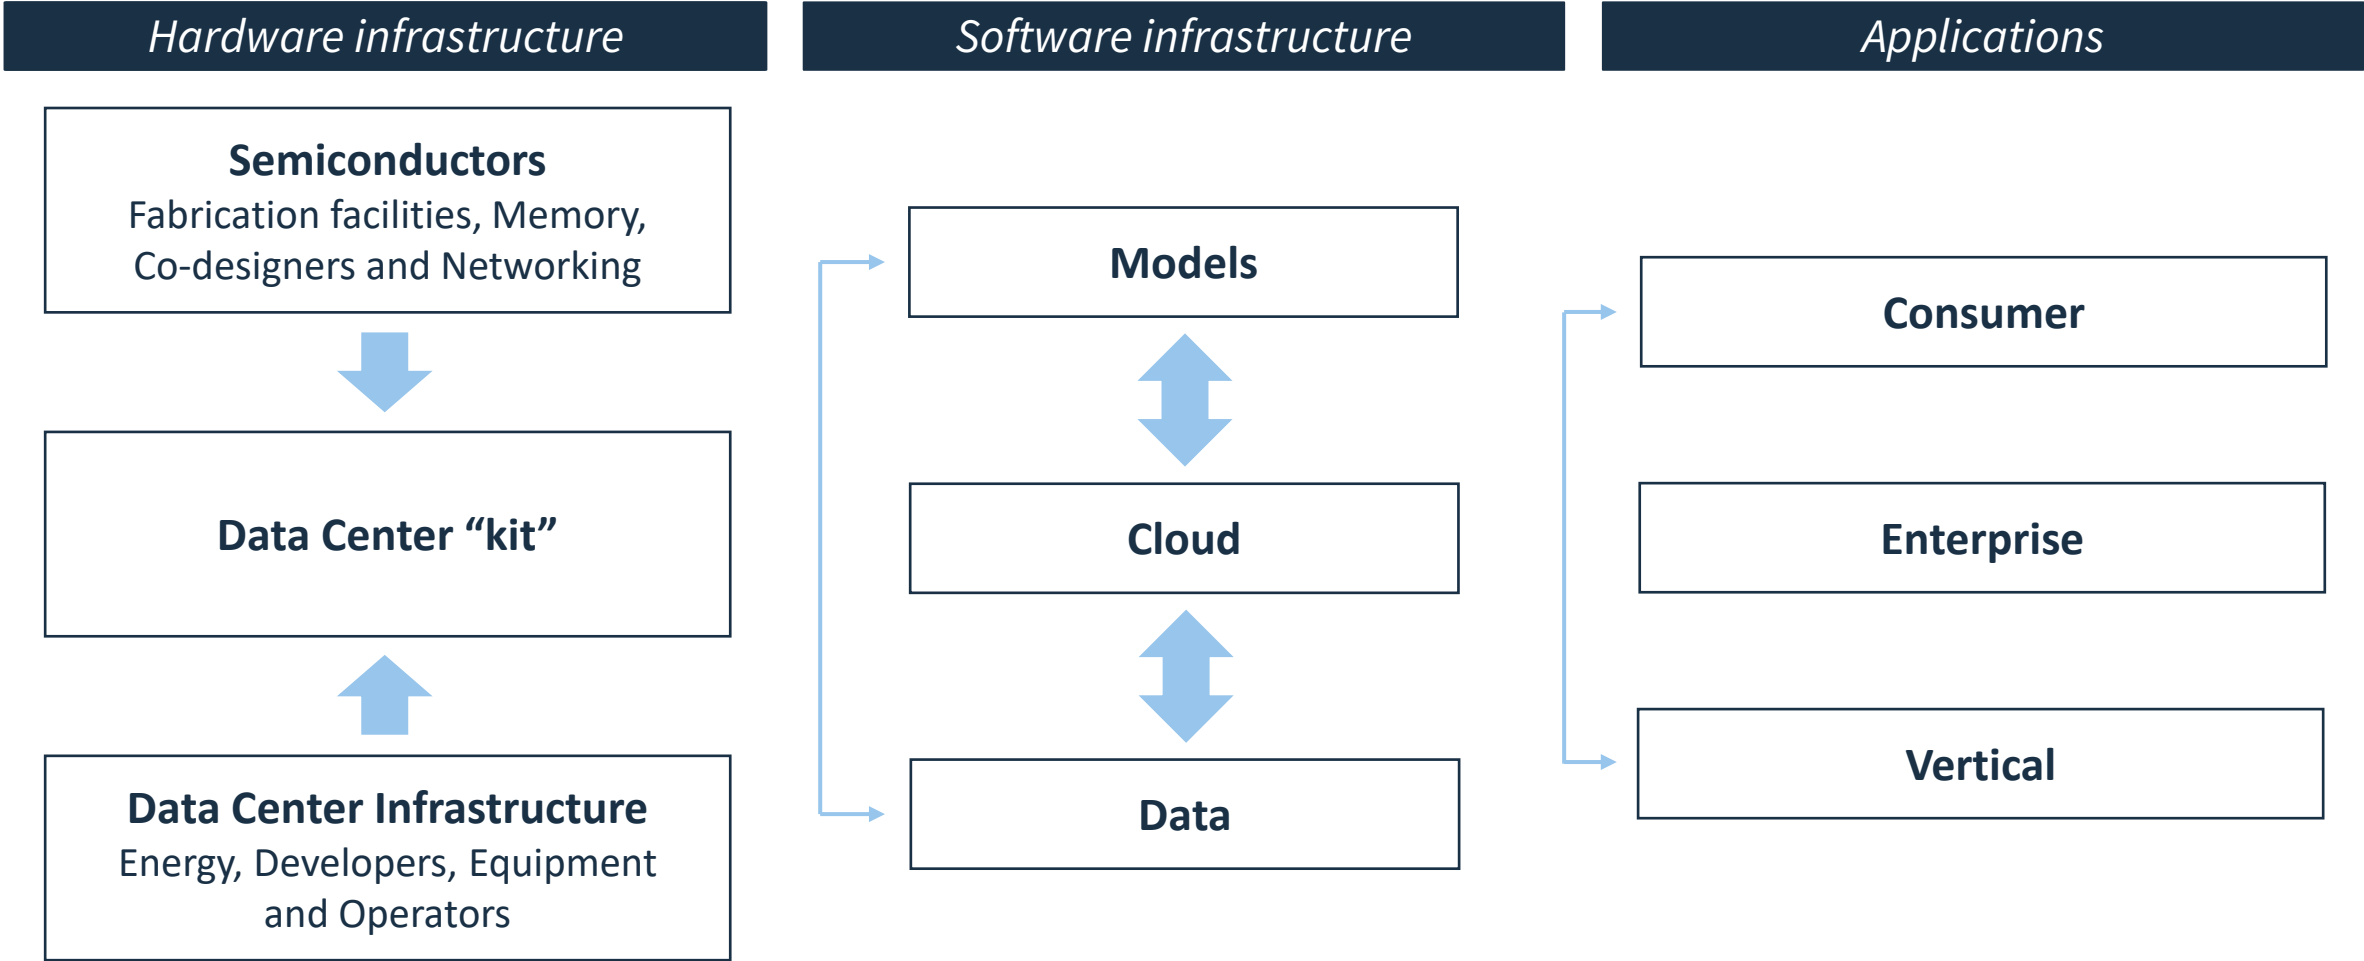 Hardware infrastructure
Semiconductors
Fabrication facilities, Memory,
Co-designers and Networking
Data Center “kit”
Data Center Infrastructure
Energy, Developers, Equipment
and Operators
Software infrastructure
Models
Cloud
Data
Applications
Consumer
Enterprise
Vertical